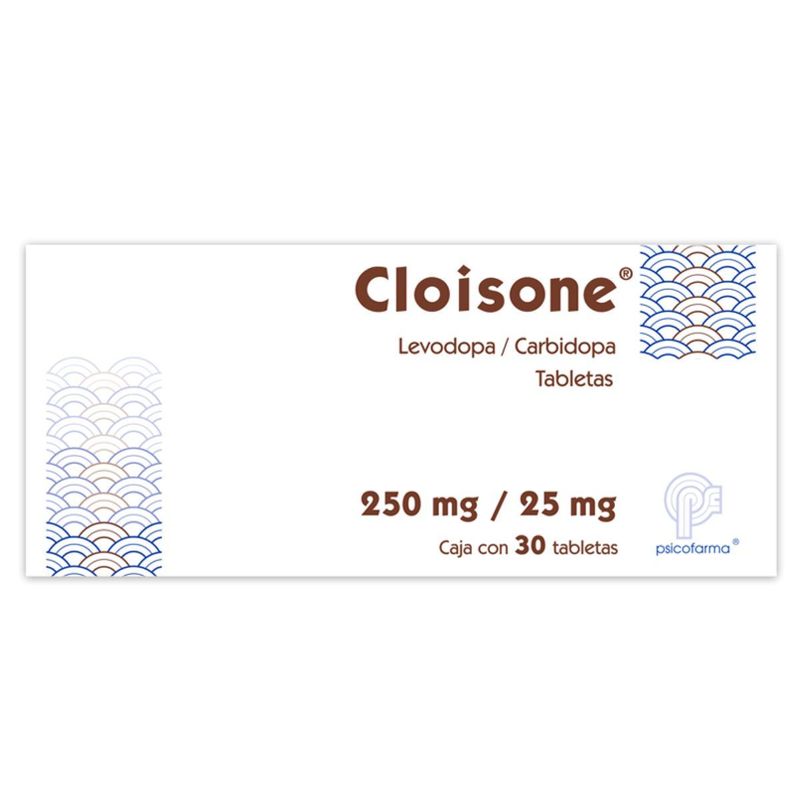 Cloisone®
Levodopa / Carbidopa
Tabletas
250 mg / 25 mg
Caja con 30 tabletas
psicofarma®